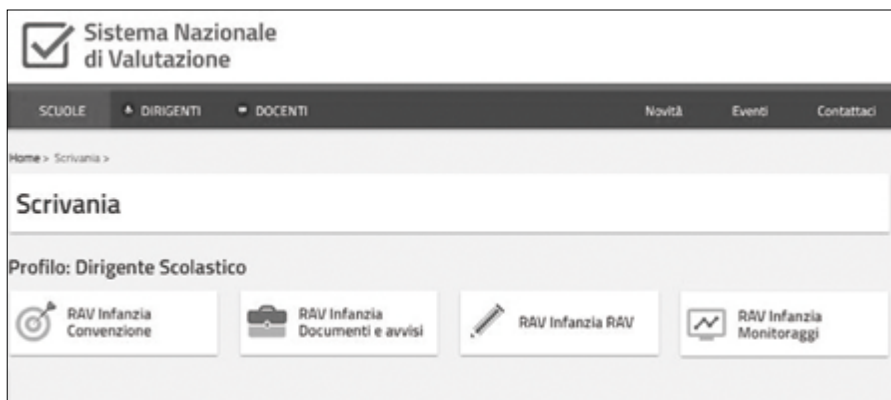 Sistema Nazionale
di Valutazione
SCUOLE DIRIGENTI DOCENTI Novità Eventi Contattaci
Home > Scrivania >
Scrivania
Profilo: Dirigente Scolastico
RAV Infanzia
Convenzione
RAV Infanzia
Documenti e avvisi
RAV Infanzia RAV
RAV Infanzia
Monitoraggi